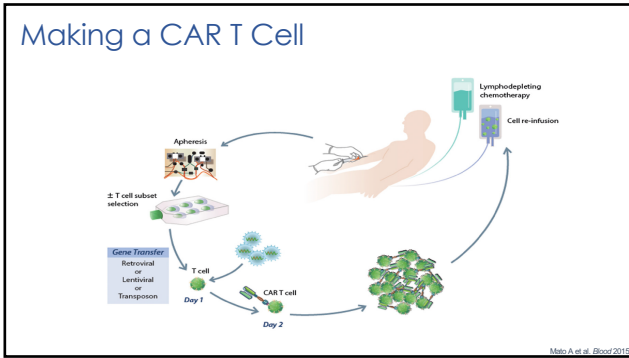 Making a CAR T Cell
Lymphodepleting
chemotherapy
Cell re-infusion
Apheresis
± T cell subset
selection
Gene Transfer
Retroviral
or
Lentiviral
or
Transposon
T cell
Day 1
CAR T cell
Day 2
Mato A et al. Blood 2015